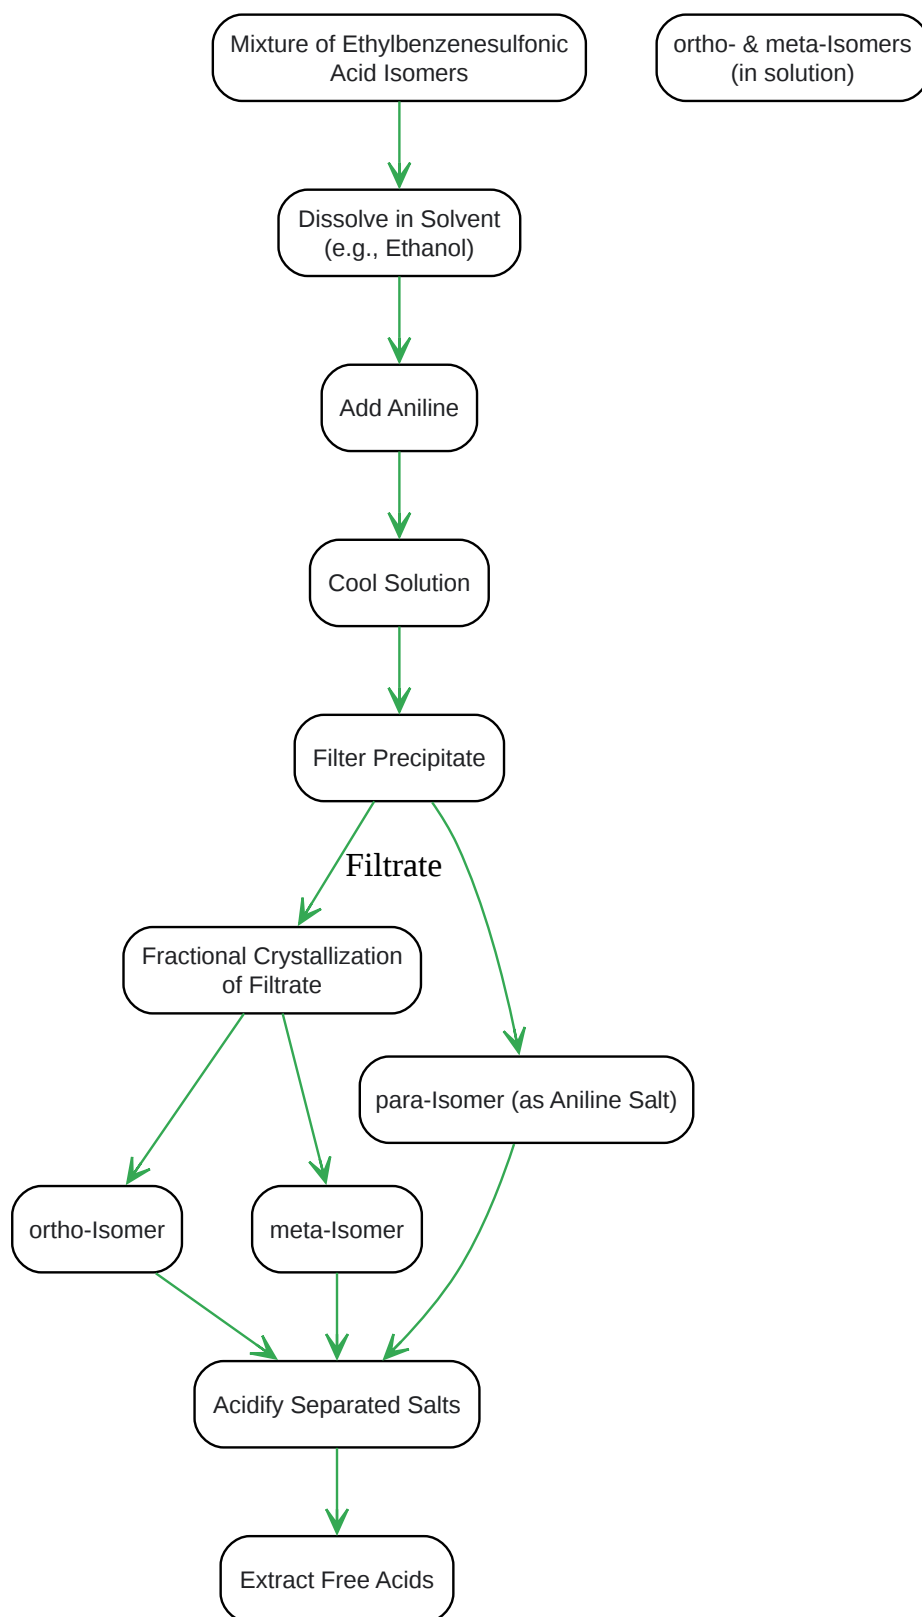 Mixture of Ethylbenzenesulfonic
Acid Isomers
ortho- & meta-Isomers
(in solution)
Dissolve in Solvent
(e.g., Ethanol)
Add Aniline
Cool Solution
Filter Precipitate
Filtrate
Fractional Crystallization
of Filtrate
para-Isomer (as Aniline Salt)
ortho-Isomer
meta-Isomer
Acidify Separated Salts
Extract Free Acids